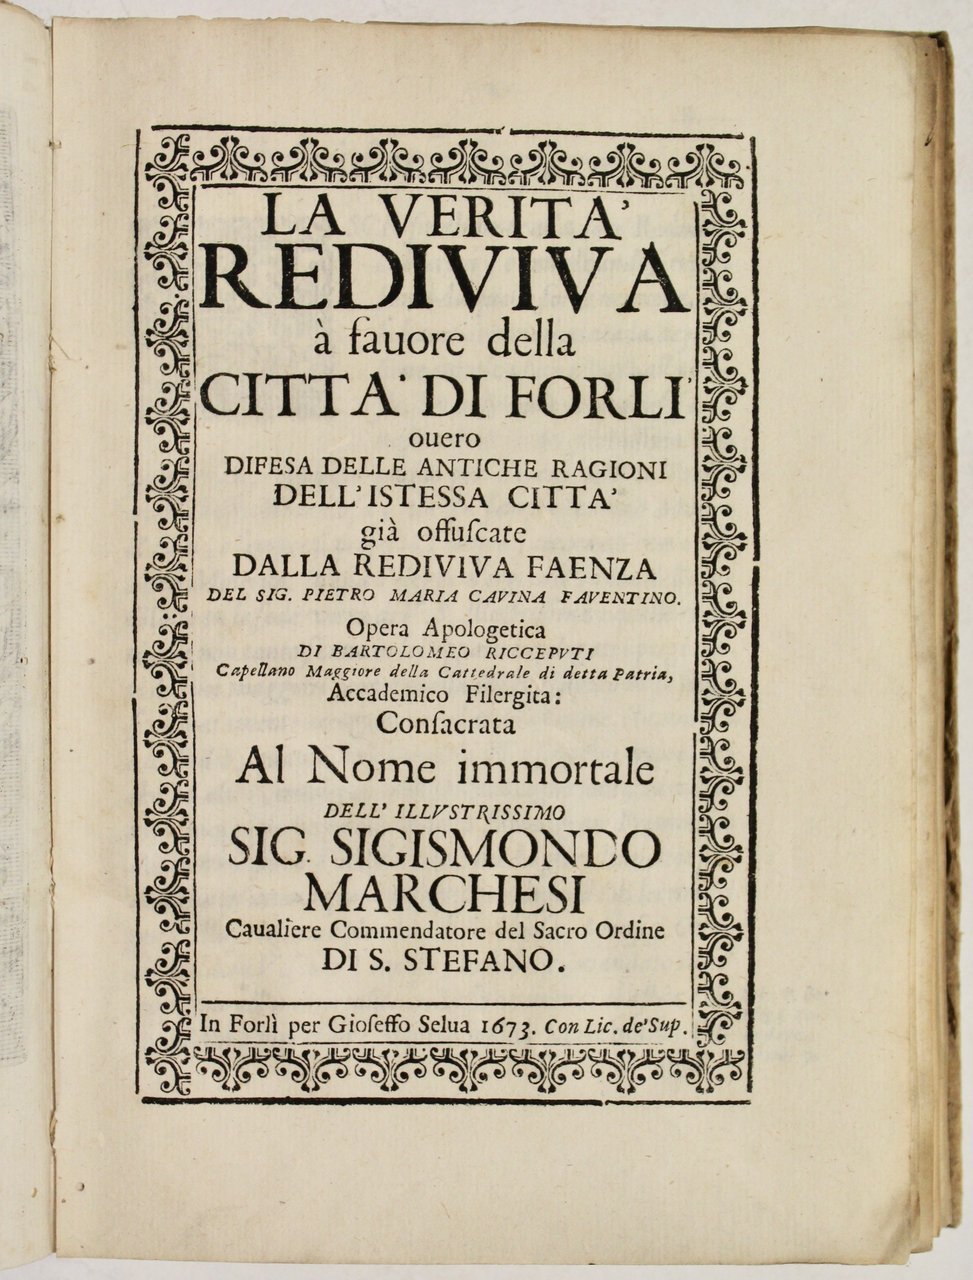 LA VERITA'
REDIVIVA
à fauore della
CITTA' DI FORLI'
ouero
DIFESA DELLE ANTICHE RAGIONI
DELL'ISTESSA CITTA'
già offuſcate
DALLA REDIVIVA FAENZA
DEL SIG. PIETRO MARIA CAVINA FAVENTINO.
Opera Apologetica
DI BARTOLOMEO RICCEPVTI
Capellano Maggiore della Cattedrale di detta Patria,
Accademico Filergita:
Conſacrata
Al Nome immortale
DELL' ILLVSTRISSIMO
SIG. SIGISMONDO
MARCHESI
Caualiere Commendatore del Sacro Ordine
DI S. STEFANO.
In Forlì per Gioſeffo Selua 1673. Con Lic. de' Sup.